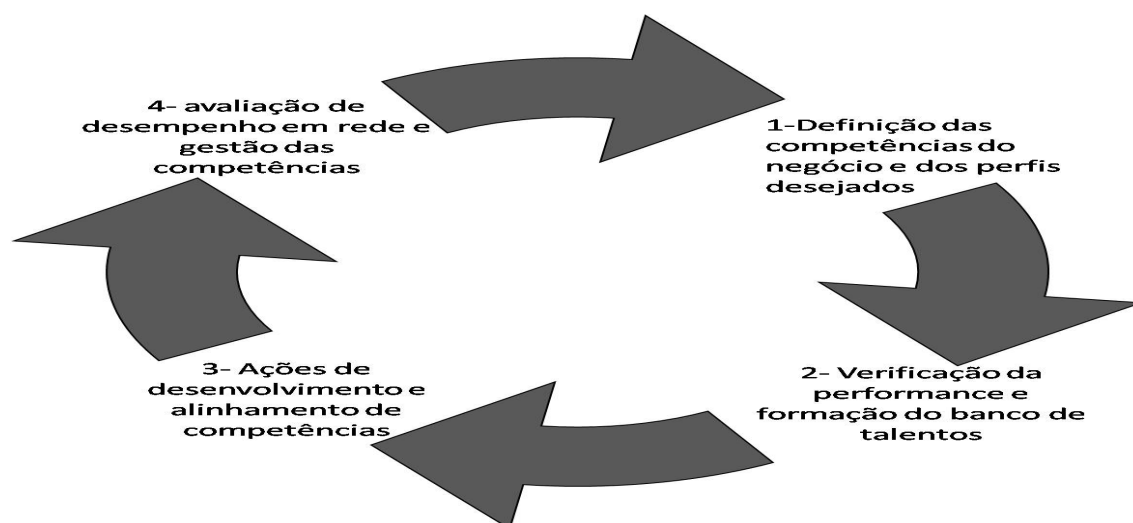 1-Definição das
competências do
negócio e dos perfis
desejados
2- Verificação da
performance e
formação do banco de
talentos
3- Ações de
desenvolvimento e
alinhamento de
competências
4- avaliação de
desempenho em rede e
gestão das
competências